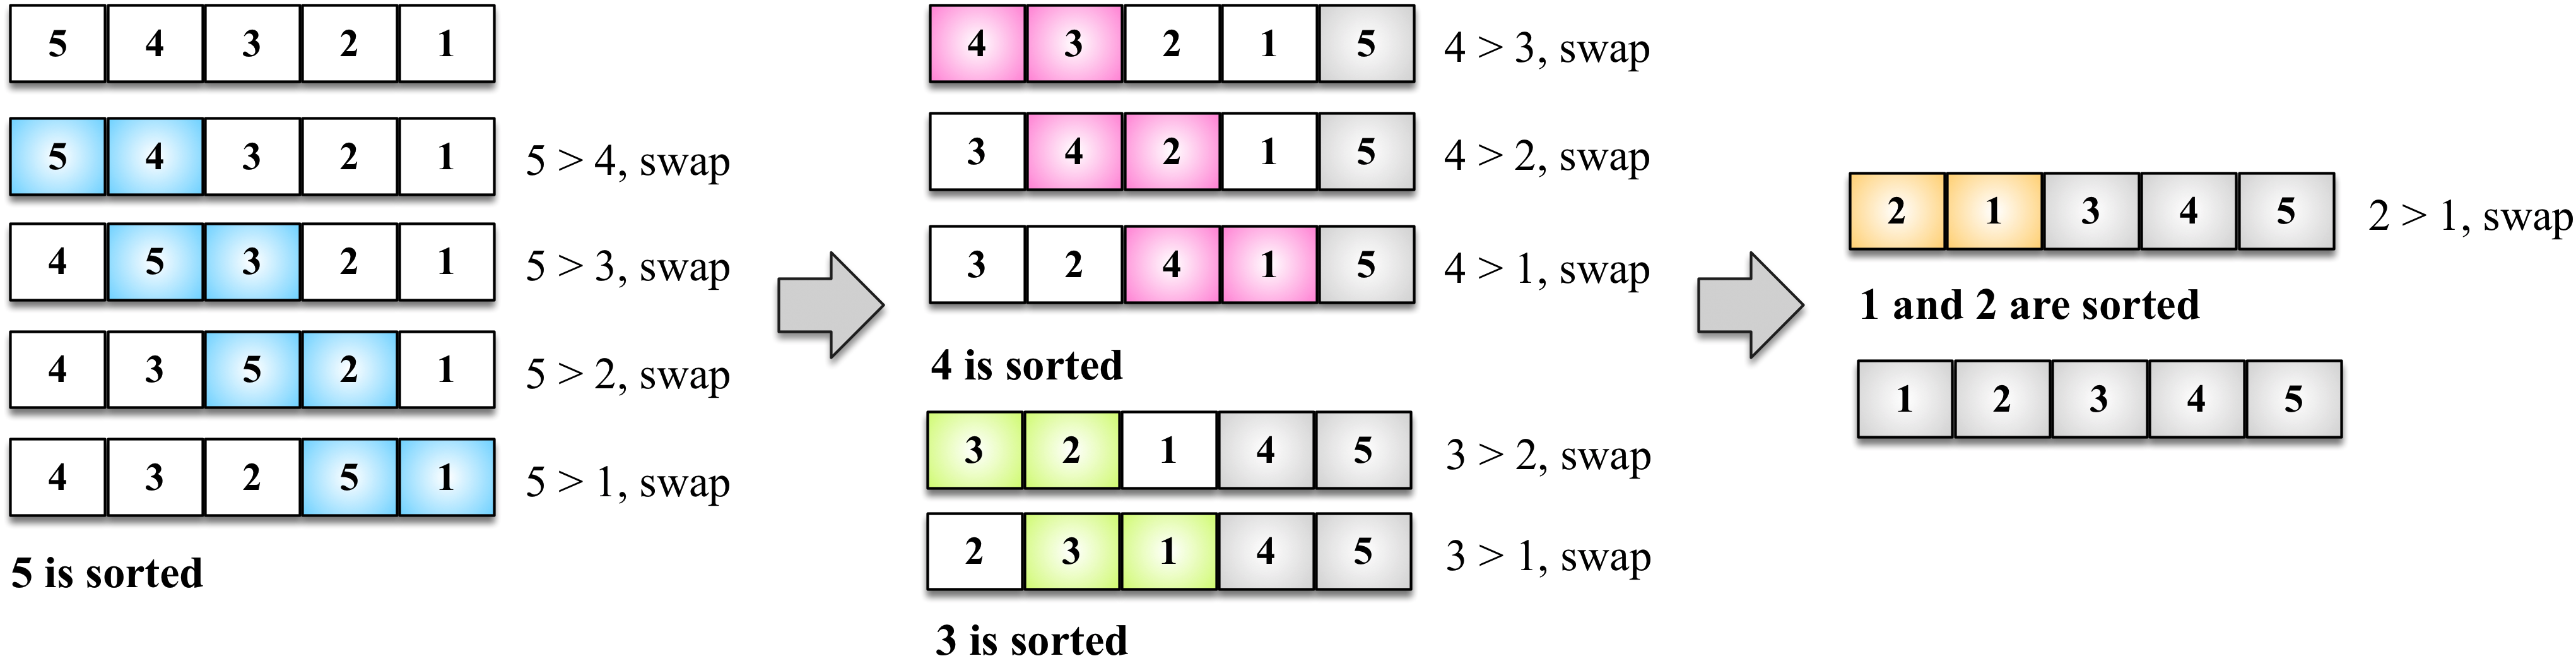 5 4 3 2 1
5 4 3 2 1 5 > 4, swap
4 5 3 2 1 5 > 3, swap
4 3 5 2 1 5 > 2, swap
4 3 2 5 1 5 > 1, swap
5 is sorted
4 3 2 1 5 4 > 3, swap
3 4 2 1 5 4 > 2, swap
3 2 4 1 5 4 > 1, swap
4 is sorted
3 2 1 4 5 3 > 2, swap
2 3 1 4 5 3 > 1, swap
3 is sorted
2 1 3 4 5 2 > 1, swap
1 and 2 are sorted
1 2 3 4 5